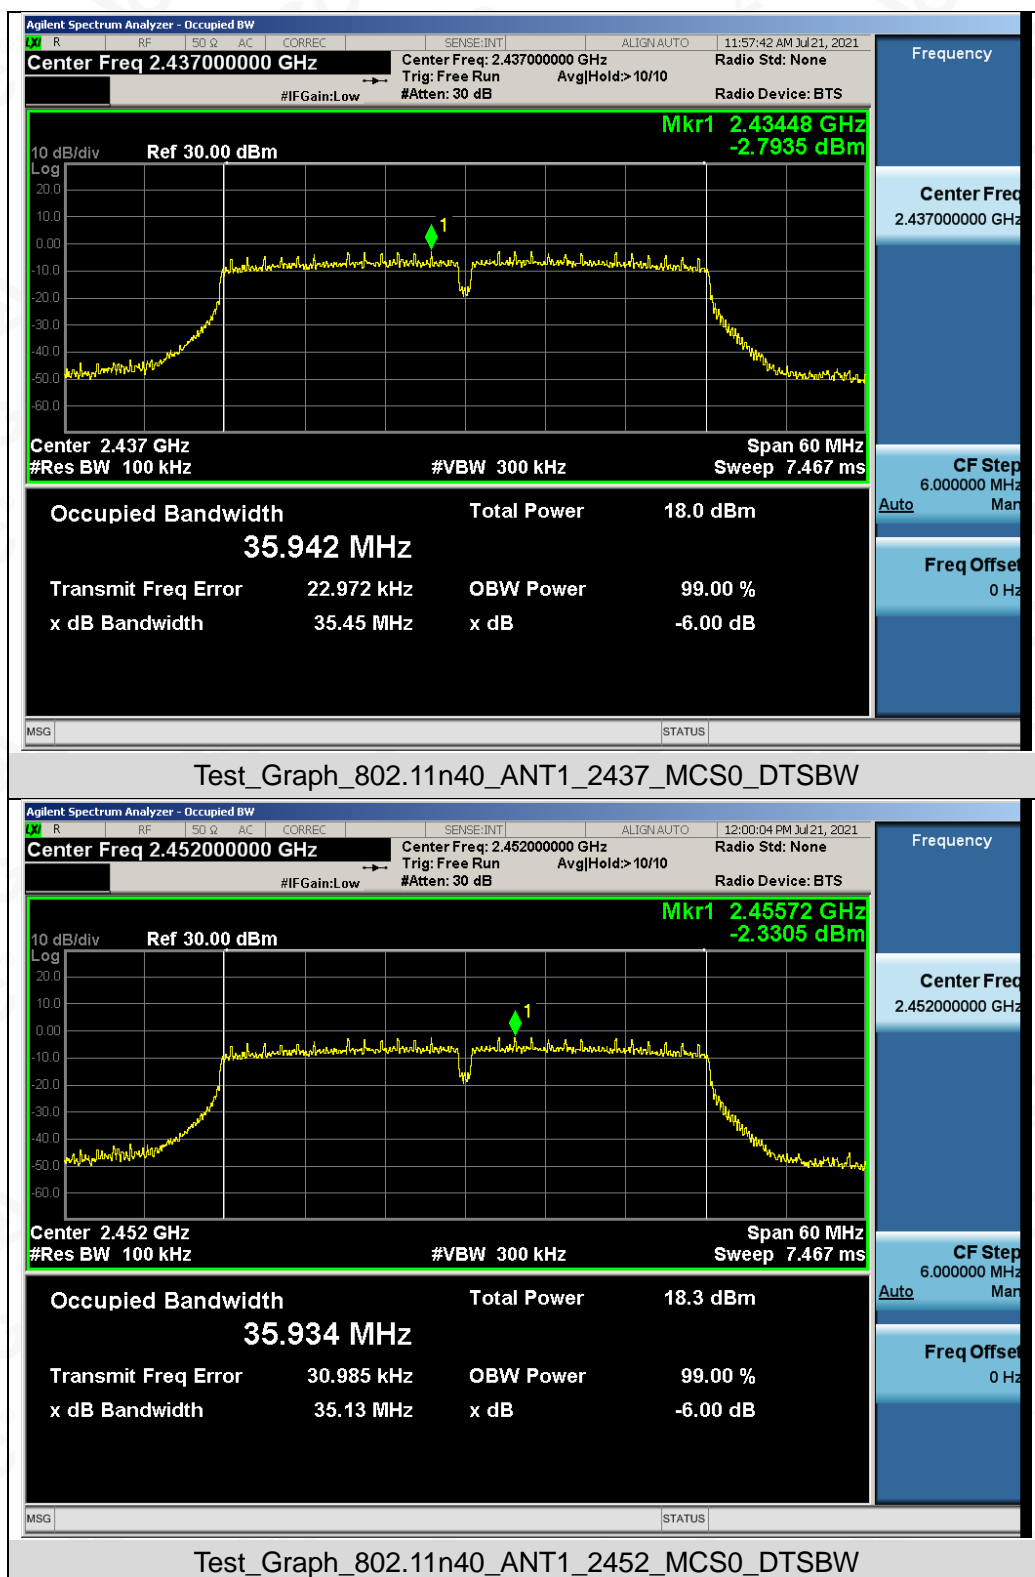 Agilent Spectrum Analyzer - Occupied BW
LXI R RF 50 Ω AC CORREC SENSE:INT ALIGN AUTO 11:57:42 AM Jul 21, 2021
Center Freq 2.437000000 GHz Center Freq: 2.437000000 GHz Radio Std: None Frequency
Trig: Free Run Avg|Hold:> 10/10
#IFGain:Low #Atten: 30 dB Radio Device: BTS
Mkr1 2.43448 GHz
10 dB/div Ref 30.00 dBm -2.7935 dBm
Log
20.0
10.0
0.00
-10.0
-20.0
-30.0
-40.0
-50.0
-60.0
1
Center Freq
2.437000000 GHz
Center 2.437 GHz Span 60 MHz
#Res BW 100 kHz #VBW 300 kHz Sweep 7.467 ms
CF Step
6.000000 MHz
Auto Man
Occupied Bandwidth Total Power 18.0 dBm
35.942 MHz
Freq Offset
0 Hz
Transmit Freq Error 22.972 kHz OBW Power 99.00 %
x dB Bandwidth 35.45 MHz x dB -6.00 dB
MSG STATUS
Test_Graph_802.11n40_ANT1_2437_MCS0_DTSBW
Agilent Spectrum Analyzer - Occupied BW
LXI R RF 50 Ω AC CORREC SENSE:INT ALIGN AUTO 12:00:04 PM Jul 21, 2021
Center Freq 2.452000000 GHz Center Freq: 2.452000000 GHz Radio Std: None Frequency
Trig: Free Run Avg|Hold:> 10/10
#IFGain:Low #Atten: 30 dB Radio Device: BTS
Mkr1 2.45572 GHz
10 dB/div Ref 30.00 dBm -2.3305 dBm
Log
20.0
10.0
0.00
-10.0
-20.0
-30.0
-40.0
-50.0
-60.0
1
Center Freq
2.452000000 GHz
Center 2.452 GHz Span 60 MHz
#Res BW 100 kHz #VBW 300 kHz Sweep 7.467 ms
CF Step
6.000000 MHz
Auto Man
Occupied Bandwidth Total Power 18.3 dBm
35.934 MHz
Freq Offset
0 Hz
Transmit Freq Error 30.985 kHz OBW Power 99.00 %
x dB Bandwidth 35.13 MHz x dB -6.00 dB
MSG STATUS
Test_Graph_802.11n40_ANT1_2452_MCS0_DTSBW